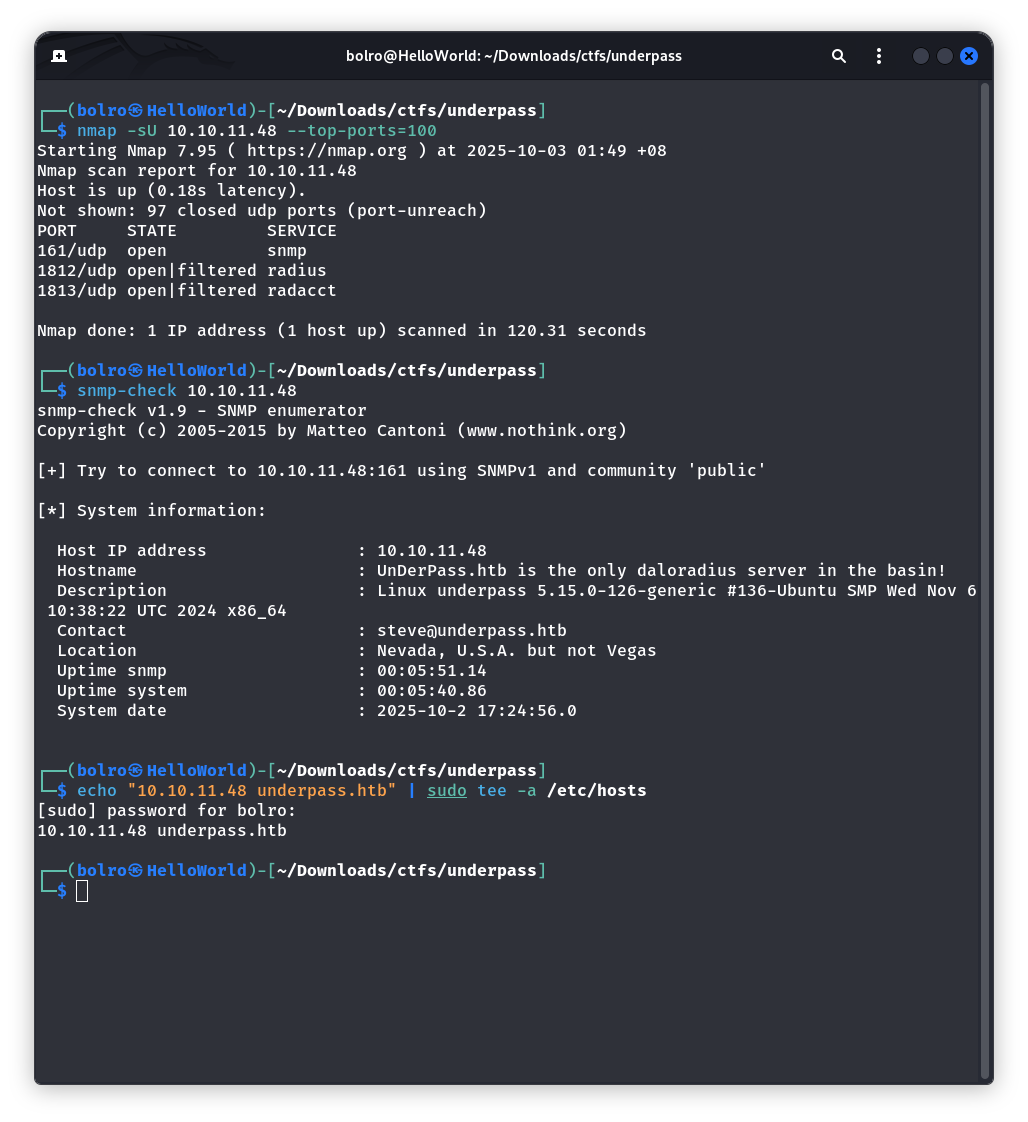 bolro@HelloWorld: ~/Downloads/ctfs/underpass
┌──(bolro㉿HelloWorld)-[~/Downloads/ctfs/underpass]
└─$ nmap -sU 10.10.11.48 --top-ports=100
Starting Nmap 7.95 ( https://nmap.org ) at 2025-10-03 01:49 +08
Nmap scan report for 10.10.11.48
Host is up (0.18s latency).
Not shown: 97 closed udp ports (port-unreach)
PORT     STATE         SERVICE
161/udp  open          snmp
1812/udp open|filtered radius
1813/udp open|filtered radacct
Nmap done: 1 IP address (1 host up) scanned in 120.31 seconds
┌──(bolro㉿HelloWorld)-[~/Downloads/ctfs/underpass]
└─$ snmp-check 10.10.11.48
snmp-check v1.9 - SNMP enumerator
Copyright (c) 2005-2015 by Matteo Cantoni (www.nothink.org)
[+] Try to connect to 10.10.11.48:161 using SNMPv1 and community 'public'
[*] System information:
  Host IP address               : 10.10.11.48
  Hostname                      : UnDerPass.htb is the only daloradius server in the basin!
  Description                   : Linux underpass 5.15.0-126-generic #136-Ubuntu SMP Wed Nov 6
 10:38:22 UTC 2024 x86_64
  Contact                       : steve@underpass.htb
  Location                      : Nevada, U.S.A. but not Vegas
  Uptime snmp                   : 00:05:51.14
  Uptime system                 : 00:05:40.86
  System date                   : 2025-10-2 17:24:56.0
┌──(bolro㉿HelloWorld)-[~/Downloads/ctfs/underpass]
└─$ echo "10.10.11.48 underpass.htb" | sudo tee -a /etc/hosts
[sudo] password for bolro:
10.10.11.48 underpass.htb
┌──(bolro㉿HelloWorld)-[~/Downloads/ctfs/underpass]
└─$